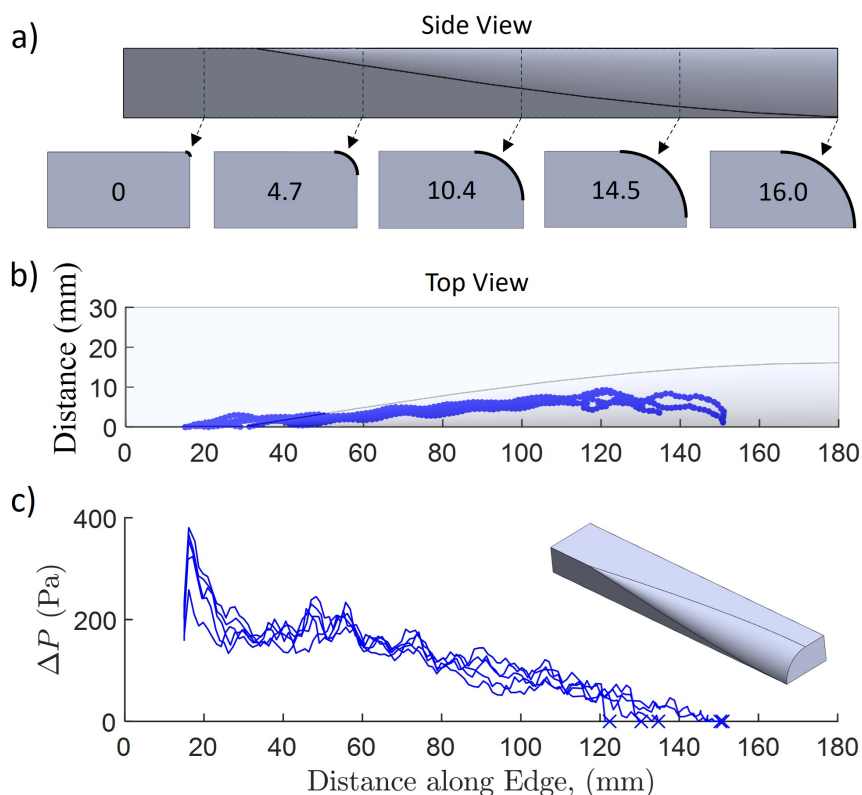 a)
Side View
0 4.7 10.4 14.5 16.0
b)
Top View
Distance (mm)
30
20
10
0
0 20 40 60 80 100 120 140 160 180
c)
ΔP (Pa)
400
200
0
0 20 40 60 80 100 120 140 160 180
Distance along Edge, (mm)